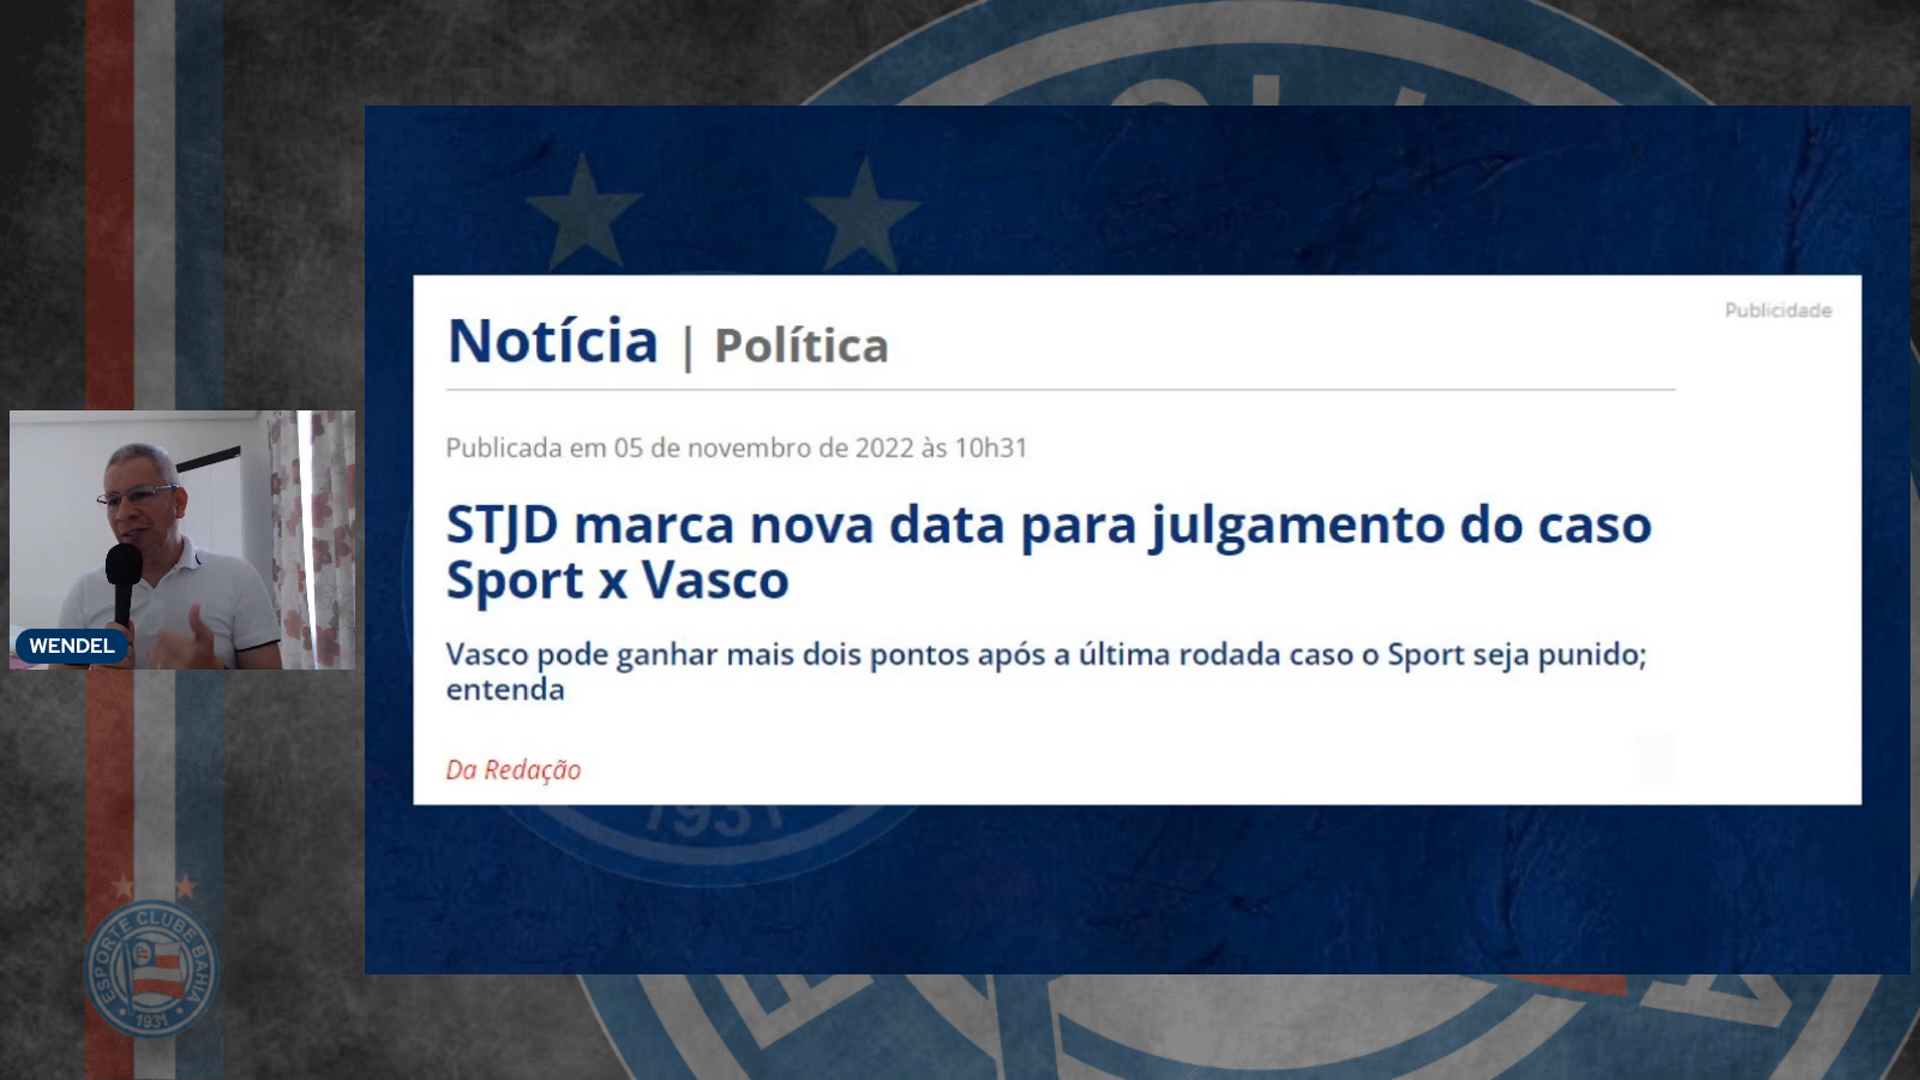 Publicidade
Notícia | Política
Publicada em 05 de novembro de 2022 às 10h31
STJD marca nova data para julgamento do caso
Sport x Vasco
Vasco pode ganhar mais dois pontos após a última rodada caso o Sport seja punido;
entenda
Da Redação
WENDEL
1931
ESPORTE CLUBE BAHIA
1931